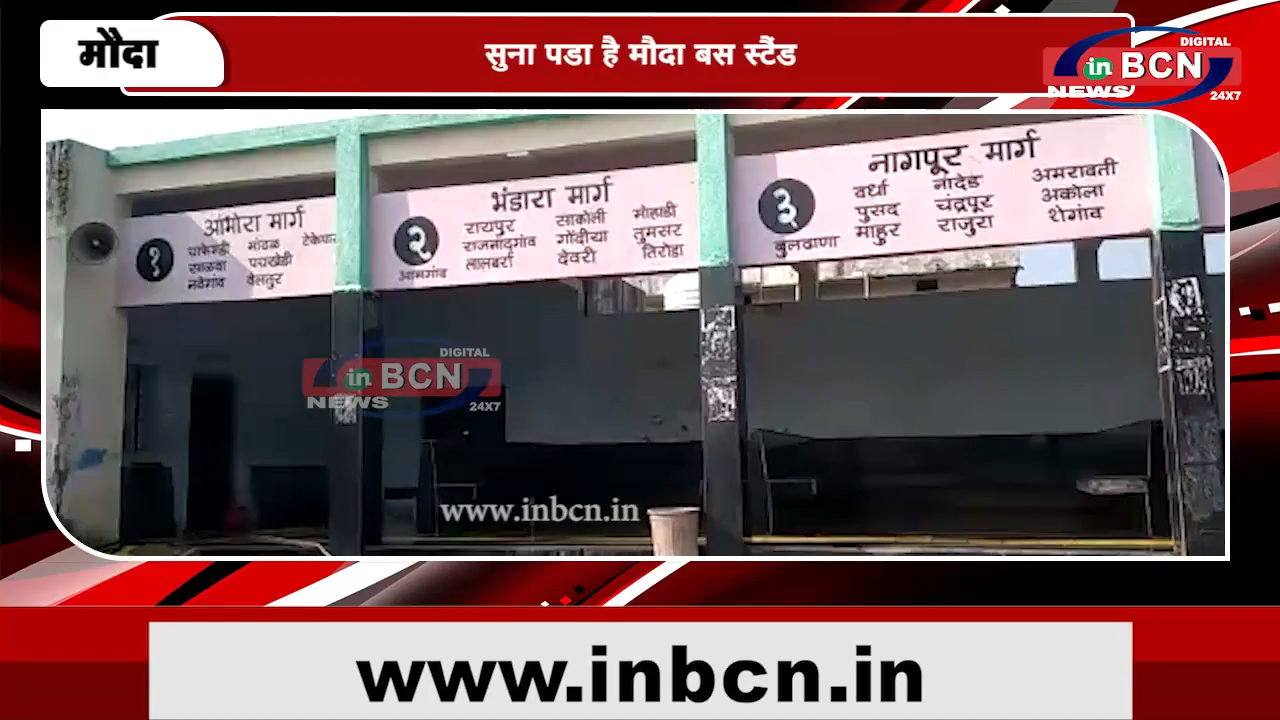 मौदा
सुना पडा है मौदा बस स्टैंड
DIGITAL
in BCN
NEWS
24X7
१
आंभोरा मार्ग
मांढळ
पचखेडी
नवेगांव वेलतुर
२
भंडारा मार्ग
रायपुर साकोली मोहाडी
राजनांदगांव गोंदीया तुमसर
आमगांव लालबर्रा देवरी तिरोडा
३
नागपूर मार्ग
वर्धा नांदेड अमरावती
पुसद चंद्रपूर अकोला
बुलढाणा माहुर राजुरा शेगांव
DIGITAL
in BCN
NEWS
24X7
www.inbcn.in
www.inbcn.in